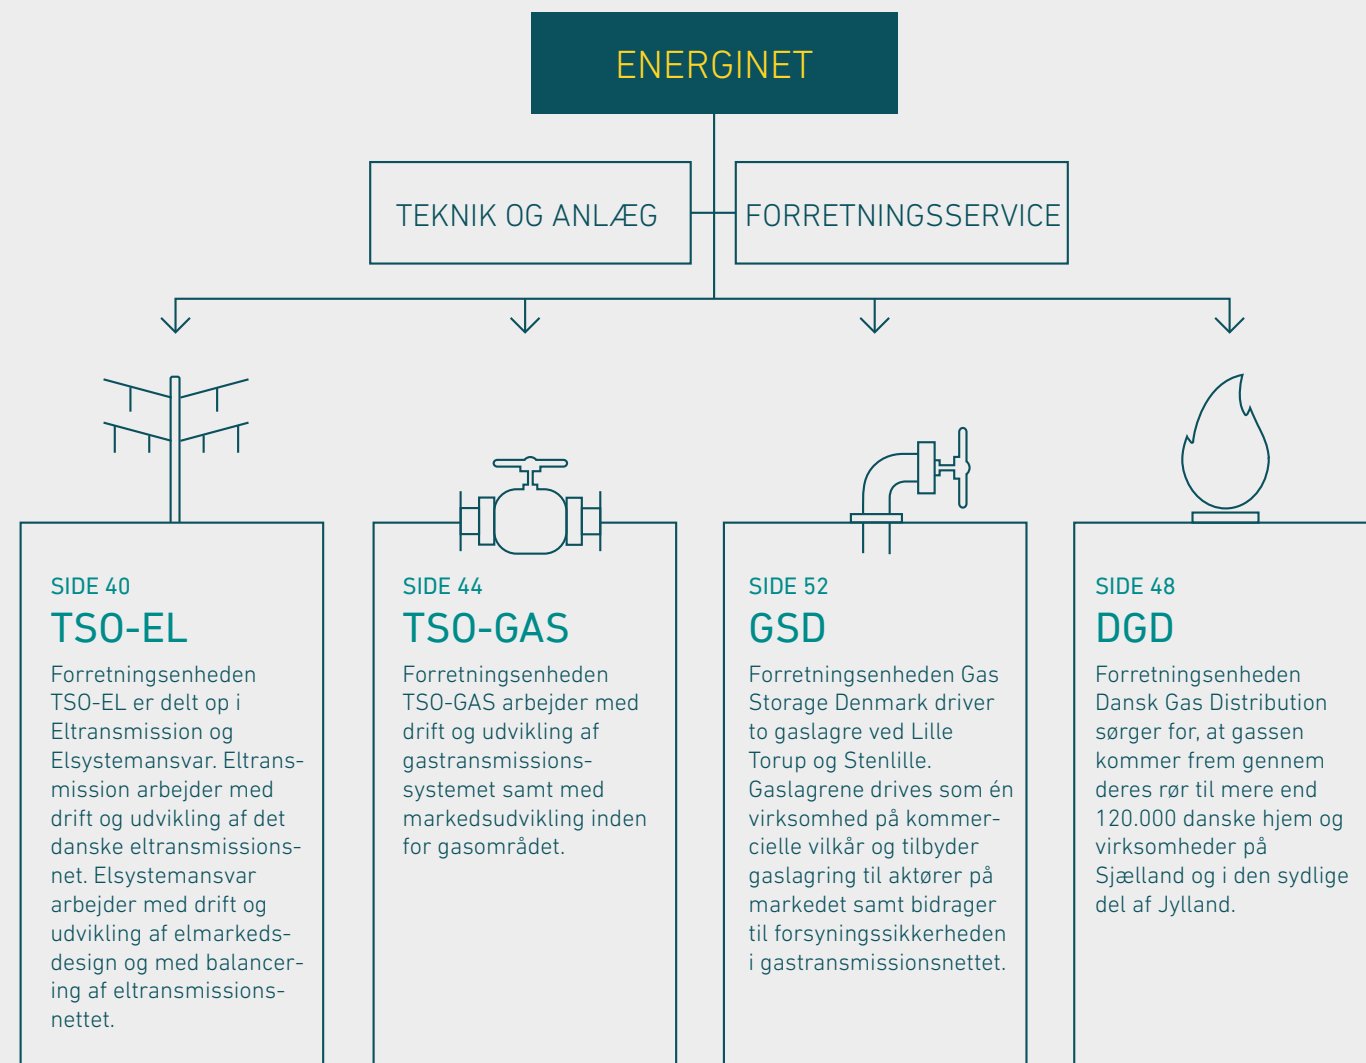 ENERGINET
TEKNIK OG ANLÆG
FORRETNINGSSERVICE
SIDE 40
TSO-EL
Forretningsenheden
TSO-EL er delt op i
Eltransmission og
Elsystemansvar. Eltrans-
mission arbejder med
drift og udvikling af det
danske eltransmissions-
net. Elsystemansvar
arbejder med drift og
udvikling af elmarkeds-
design og med balancer-
ing af eltransmissions-
nettet.
SIDE 44
TSO-GAS
Forretningsenheden
TSO-GAS arbejder med
drift og udvikling af
gastransmissions-
systemet samt med
markedsudvikling inden
for gasområdet.
SIDE 52
GSD
Forretningsenheden Gas
Storage Denmark driver
to gaslagre ved Lille
Torup og Stenlille.
Gaslagrene drives som én
virksomhed på kommer-
cielle vilkår og tilbyder
gaslagring til aktører på
markedet samt bidrager
til forsyningssikkerheden
i gastransmissionsnettet.
SIDE 48
DGD
Forretningsenheden
Dansk Gas Distribution
sørger for, at gassen
kommer frem gennem
deres rør til mere end
120.000 danske hjem og
virksomheder på
Sjælland og i den sydlige
del af Jylland.